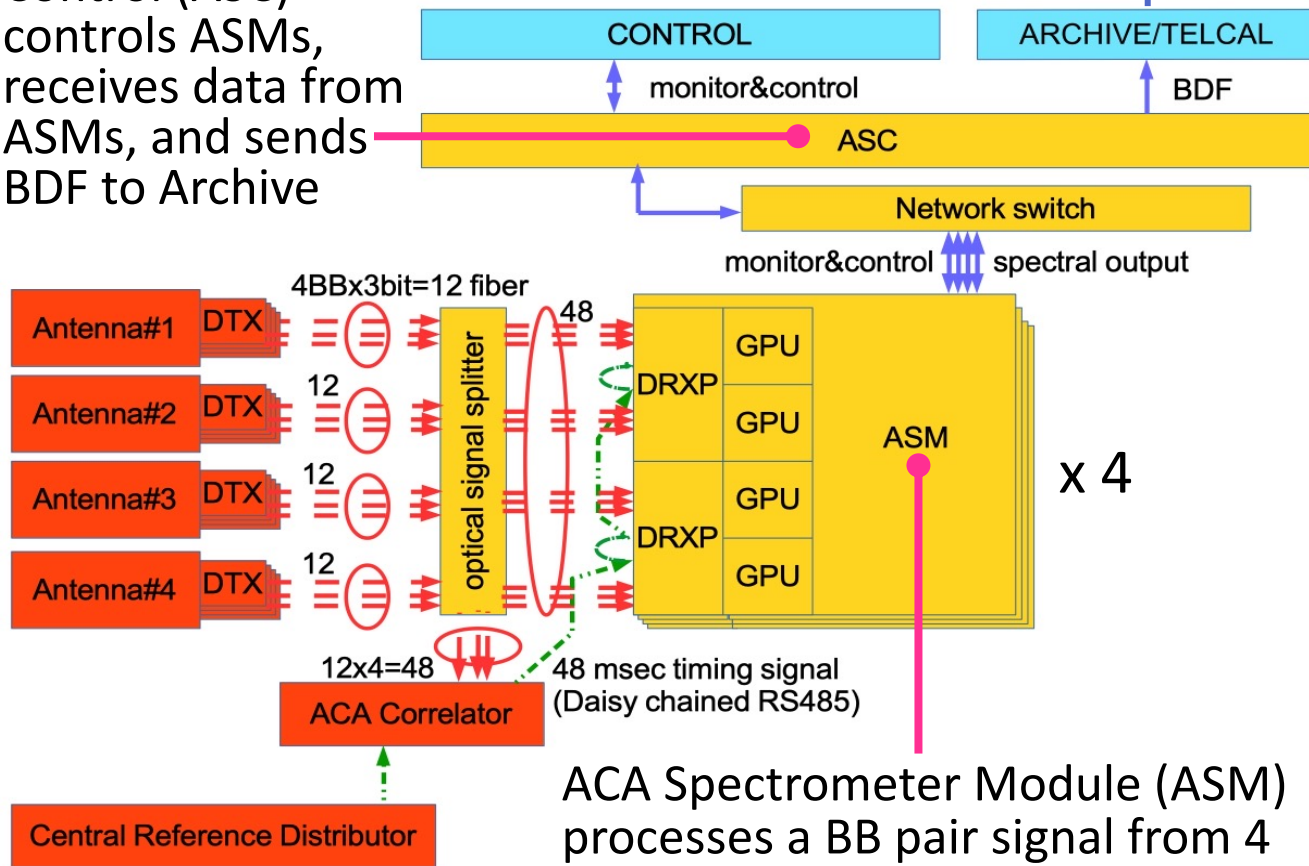 Control (ASC)
controls ASMs,
receives data from
ASMs, and sends
BDF to Archive
CONTROL
ARCHIVE/TELCAL
monitor&control
BDF
ASC
Network switch
monitor&control
spectral output
4BBx3bit=12 fiber
Antenna#1
DTX
48
Antenna#2
DTX
12
Antenna#3
DTX
12
Antenna#4
DTX
12
optical signal splitter
DRXP
DRXP
GPU
GPU
GPU
GPU
ASM
x 4
12x4=48
48 msec timing signal
(Daisy chained RS485)
ACA Correlator
Central Reference Distributor
ACA Spectrometer Module (ASM)
processes a BB pair signal from 4